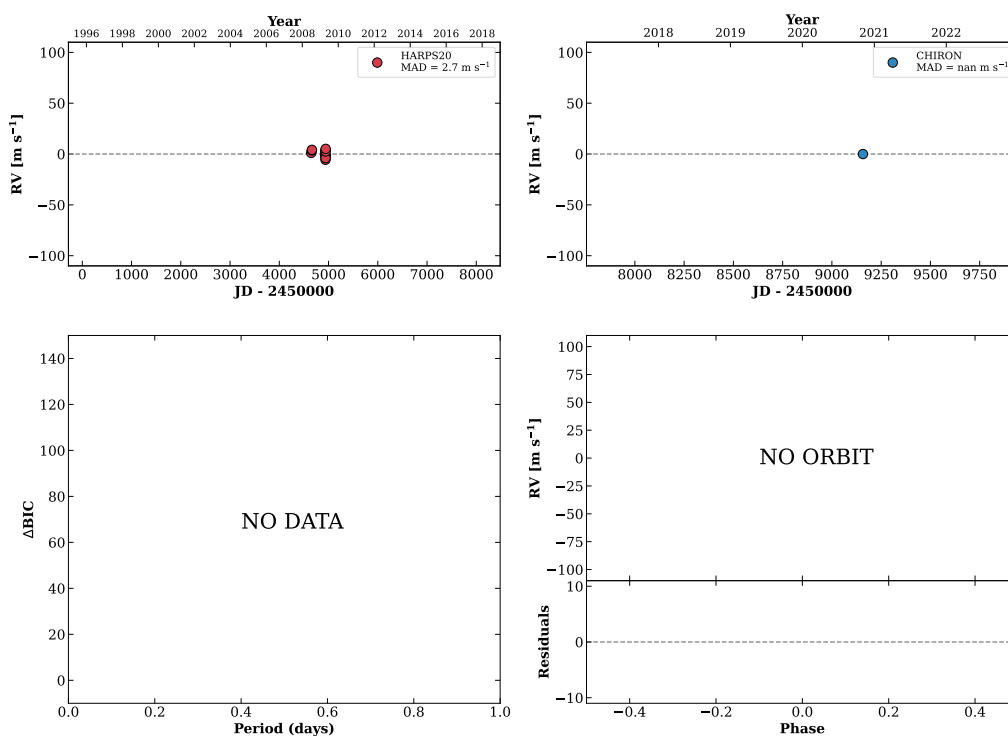 Year
1996 1998 2000 2002 2004 2006 2008 2010 2012 2014 2016 2018
HARPS20
MAD = 2.7 m s⁻¹
RV [m s⁻¹]
100
50
0
−50
−100
0 1000 2000 3000 4000 5000 6000 7000 8000
JD - 2450000
Year
2018 2019 2020 2021 2022
CHIRON
MAD = nan m s⁻¹
RV [m s⁻¹]
100
50
0
−50
−100
8000 8250 8500 8750 9000 9250 9500 9750
JD - 2450000
ΔBIC
140
120
100
80
60
40
20
0
NO DATA
0.0 0.2 0.4 0.6 0.8 1.0
Period (days)
RV [m s⁻¹]
100
75
50
25
0
−25
−50
−75
−100
NO ORBIT
Residuals
10
0
−10
−0.4 −0.2 0.0 0.2 0.4
Phase